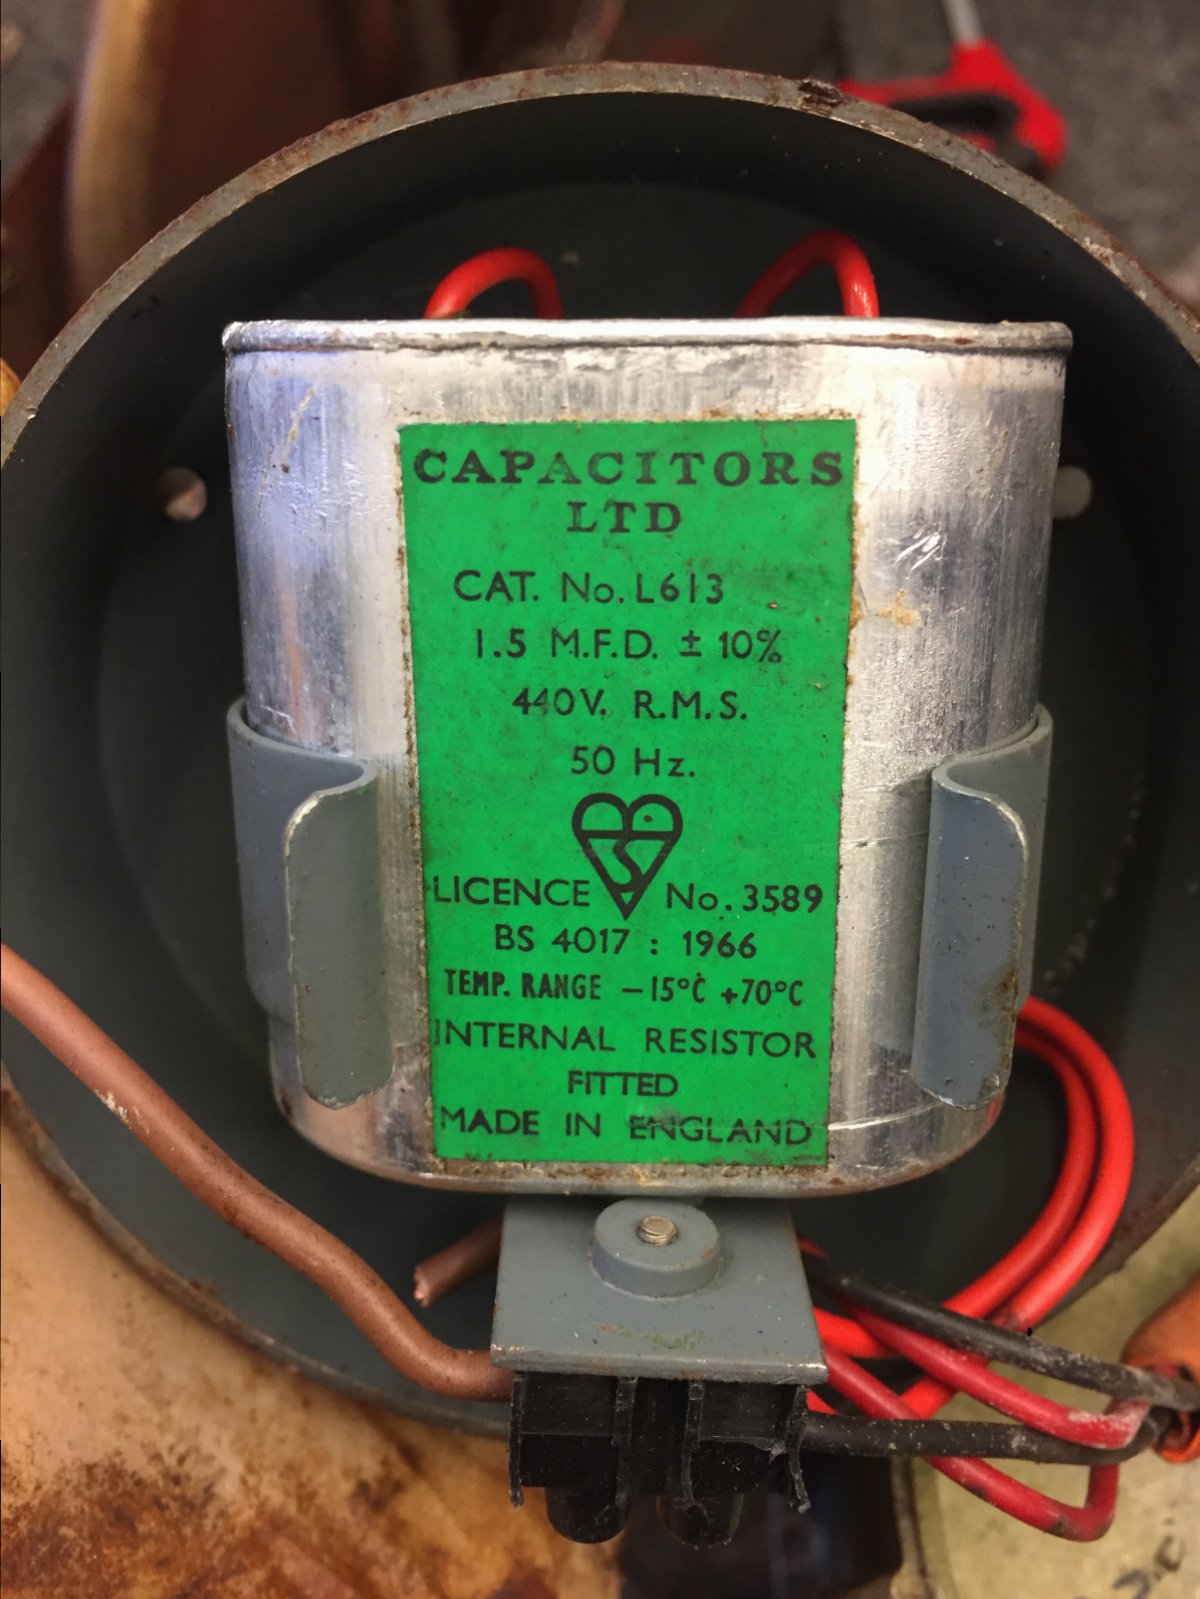 CAPACITORS
LTD
CAT. No. L613
1.5 M.F.D. ± 10%
440V. R.M.S.
50 Hz.
LICENCE No. 3589
BS 4017 : 1966
TEMP. RANGE –15°C +70°C
INTERNAL RESISTOR
FITTED
MADE IN ENGLAND